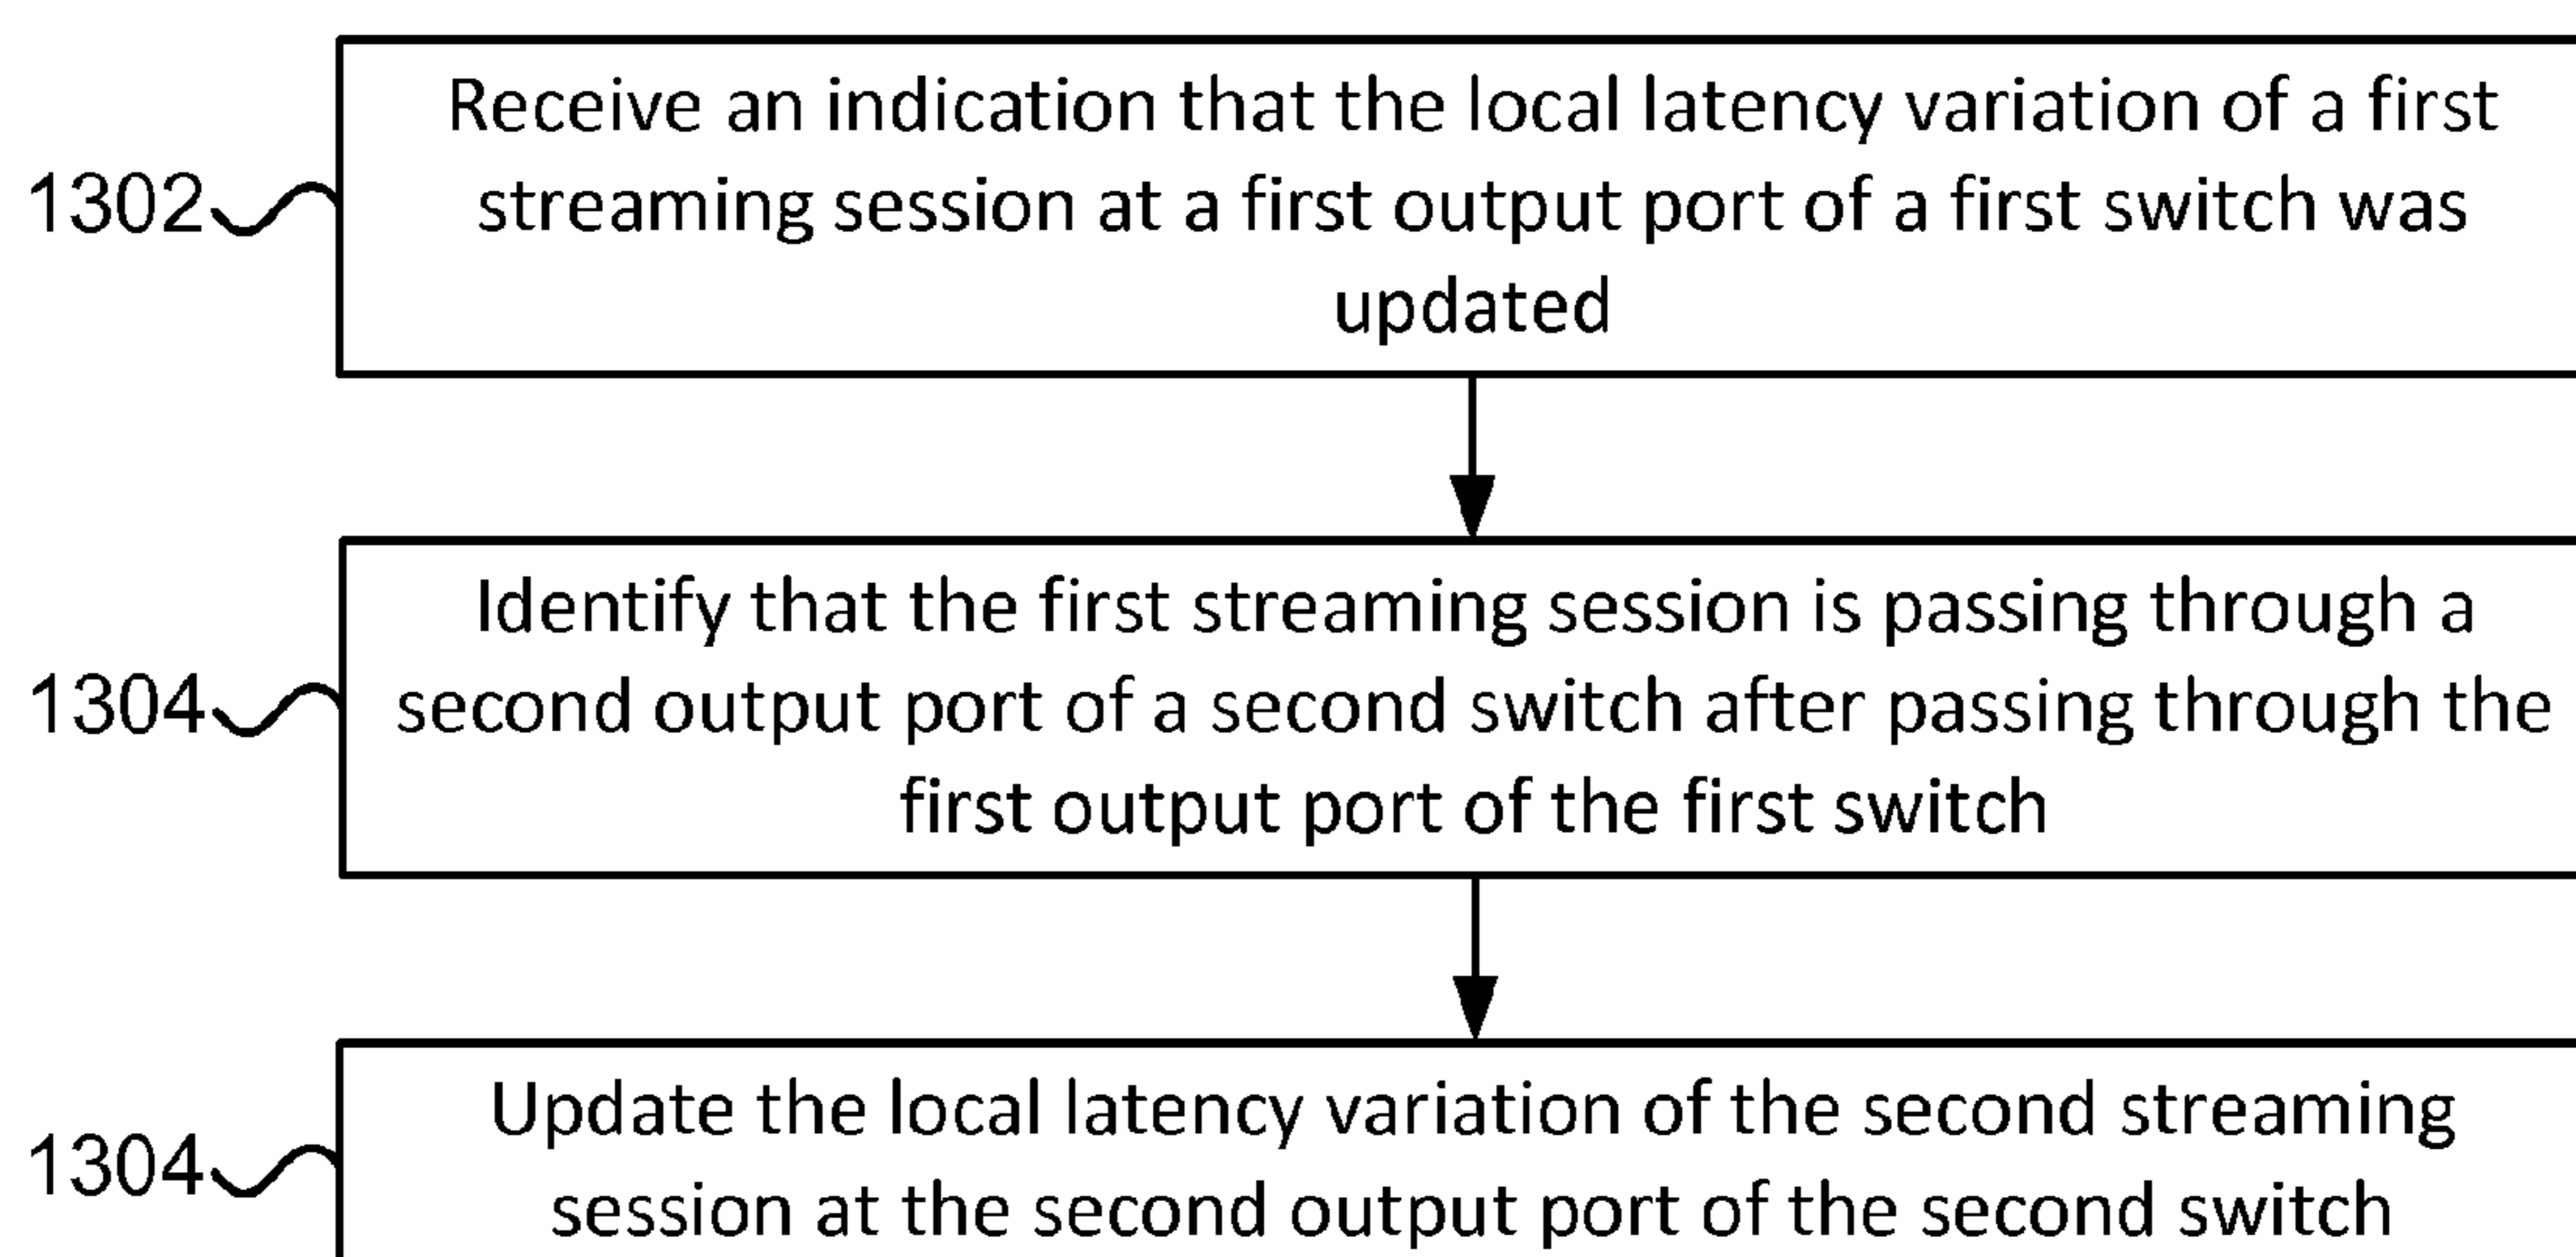 Receive an indication that the local latency variation of a first
1302 streaming session at a first output port of a first switch was
updated
Identify that the first streaming session is passing through a
1304 second output port of a second switch after passing through the
first output port of the first switch
Update the local latency variation of the second streaming
1304 session at the second output port of the second switch